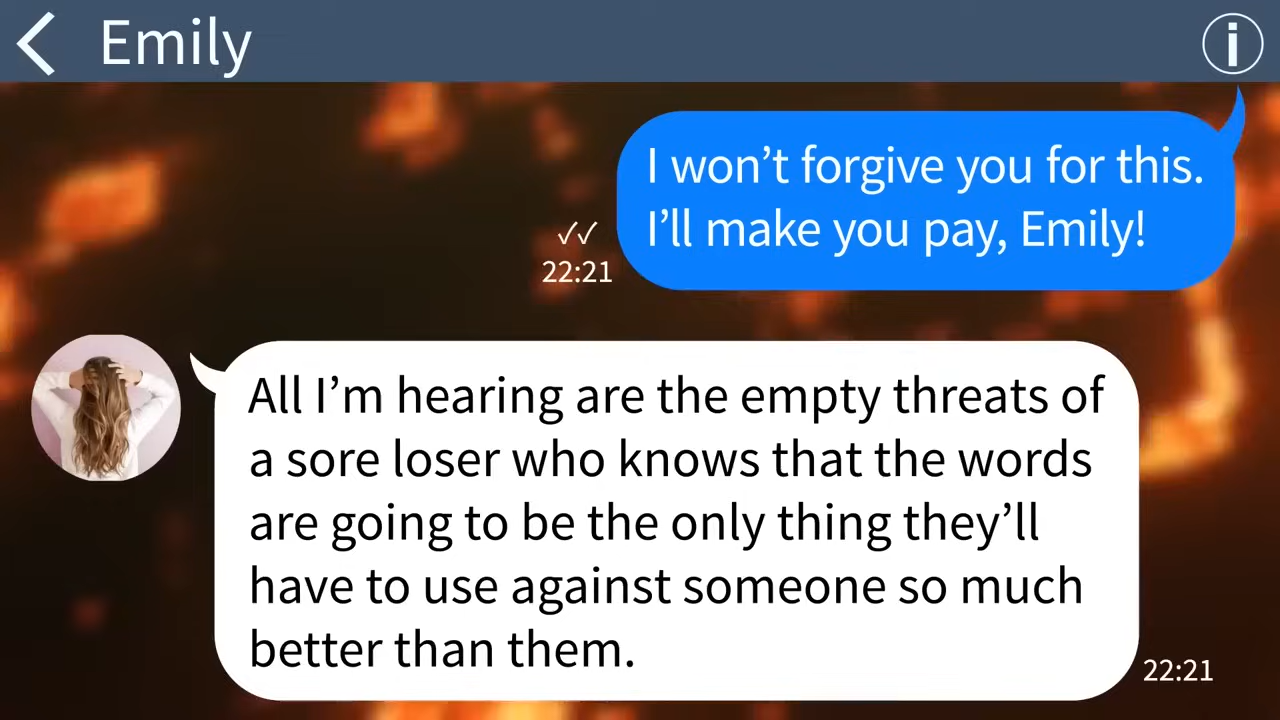 Emily
I won’t forgive you for this.
I’ll make you pay, Emily!
22:21
All I’m hearing are the empty threats of
a sore loser who knows that the words
are going to be the only thing they’ll
have to use against someone so much
better than them.
22:21